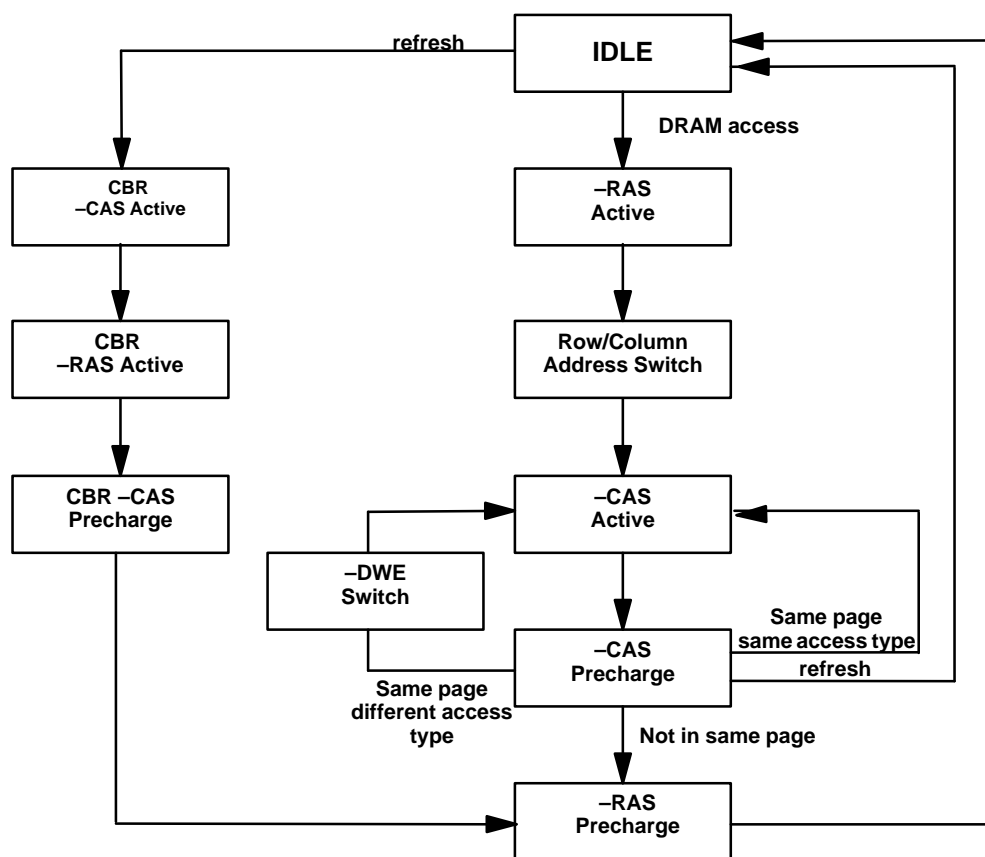 refresh
IDLE
DRAM access
CBR
–CAS Active
–RAS
Active
CBR
–RAS Active
Row/Column
Address Switch
CBR –CAS
Precharge
–CAS
Active
–DWE
Switch
Same page
same access type
–CAS
Precharge
refresh
Same page
different access
type
Not in same page
–RAS
Precharge